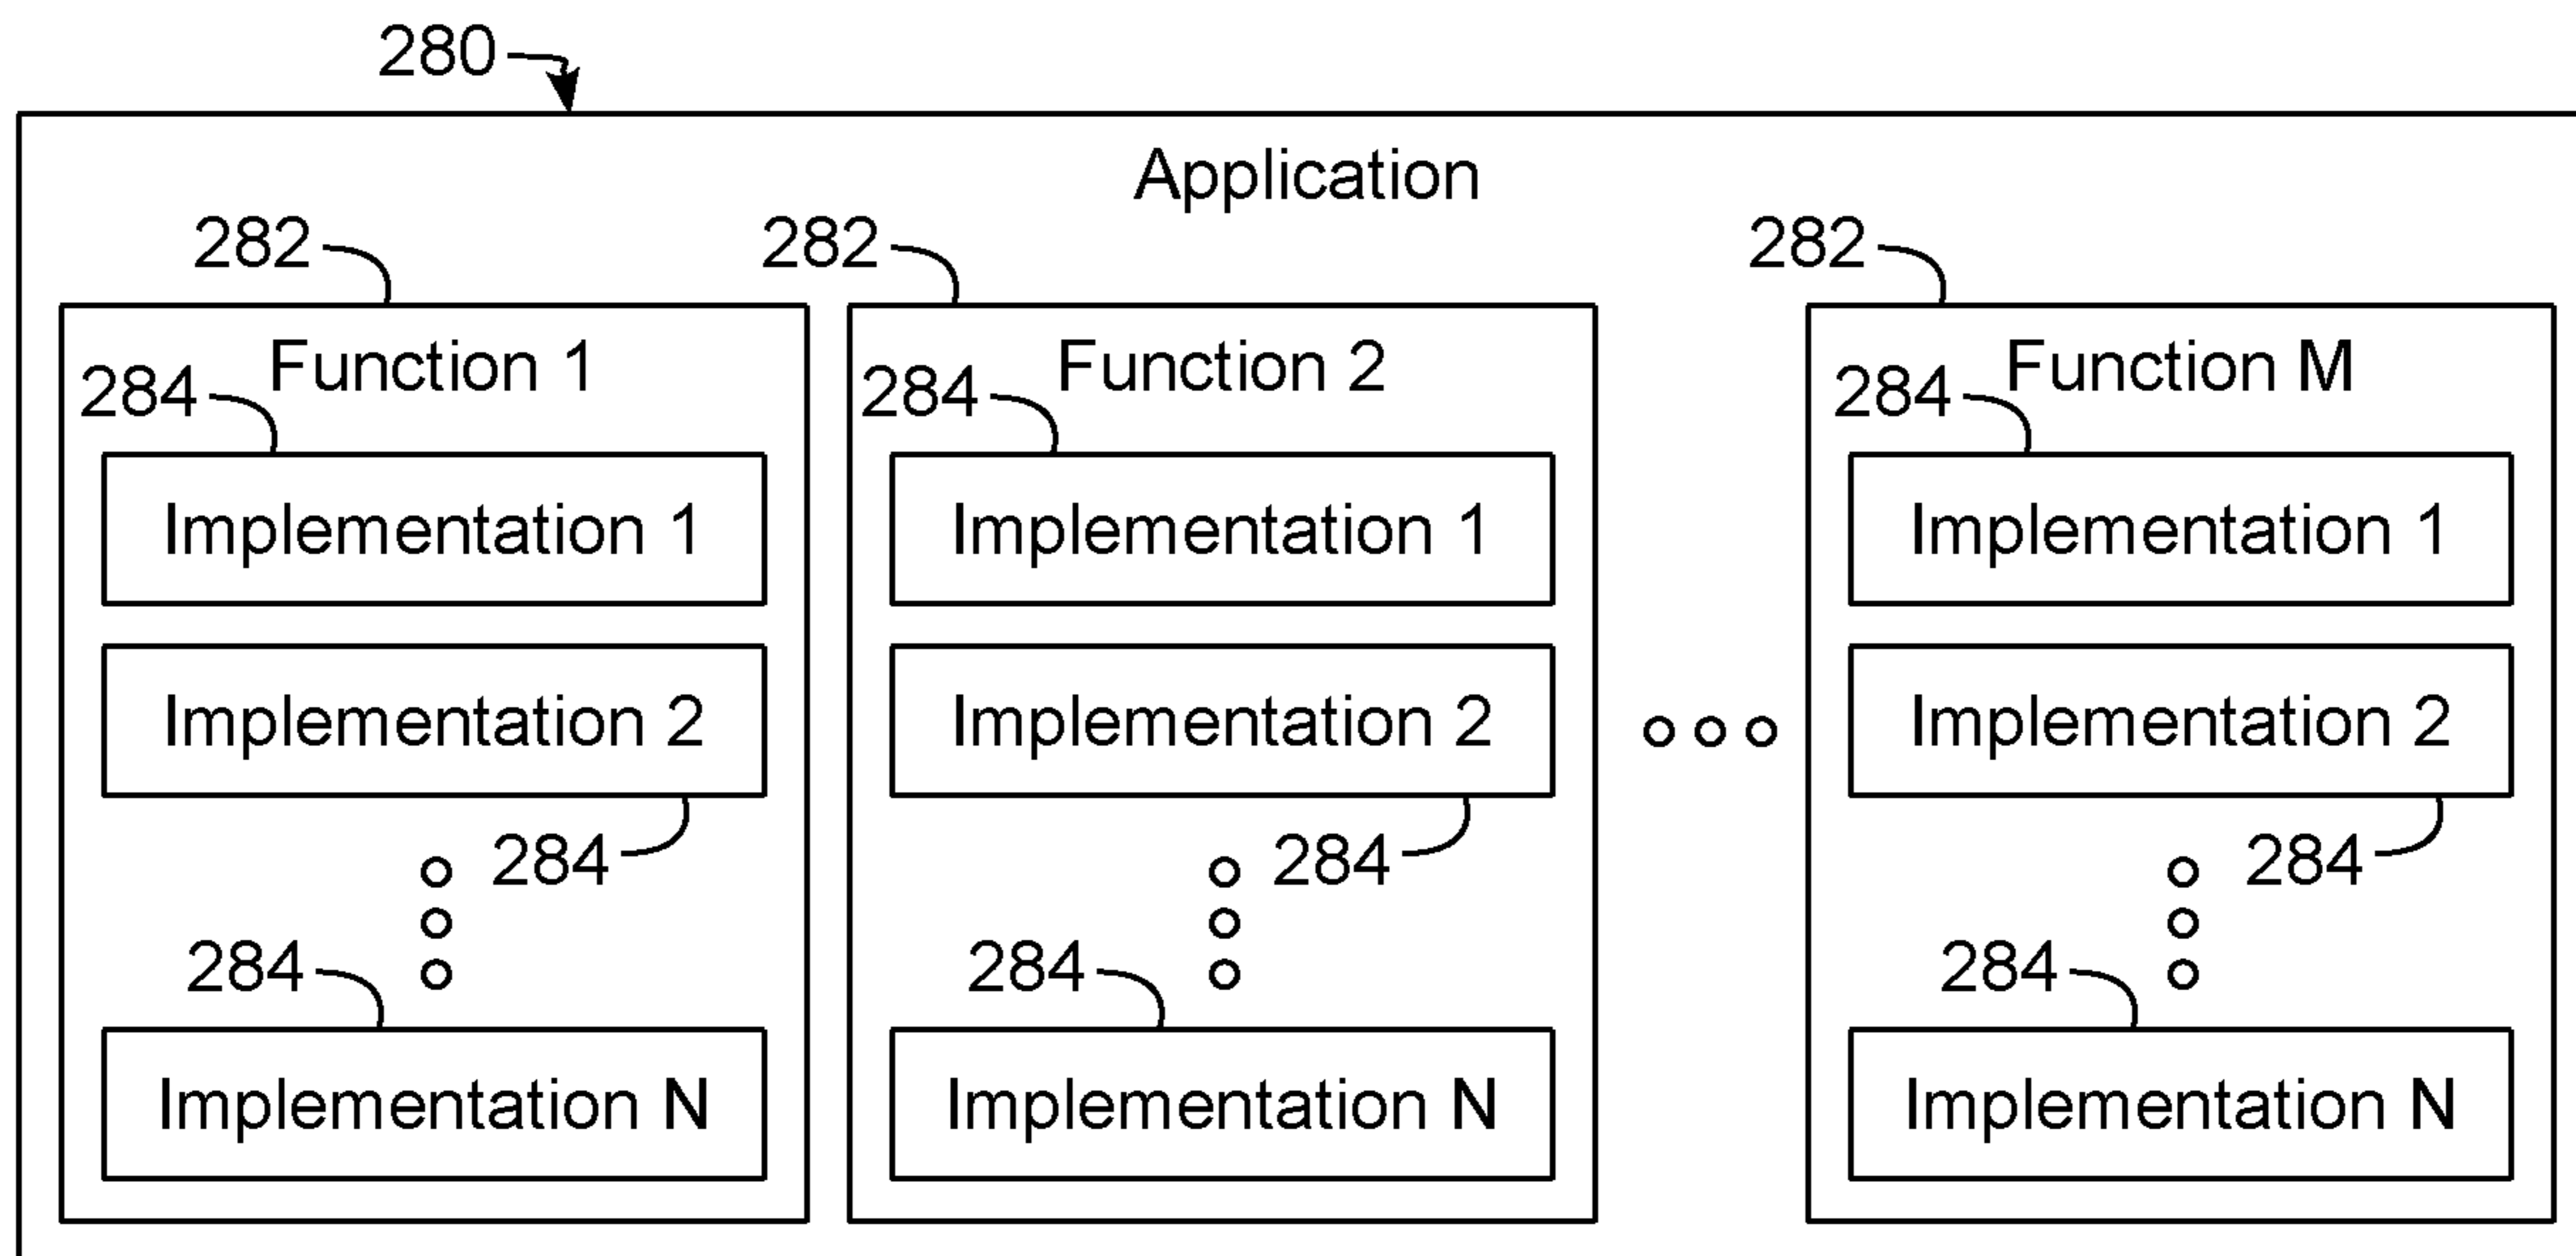 280
Application
282
282
282
Function 1
Function 2
Function M
284
284
284
Implementation 1
Implementation 1
Implementation 1
Implementation 2
Implementation 2
Implementation 2
284
284
284
284
284
284
Implementation N
Implementation N
Implementation N